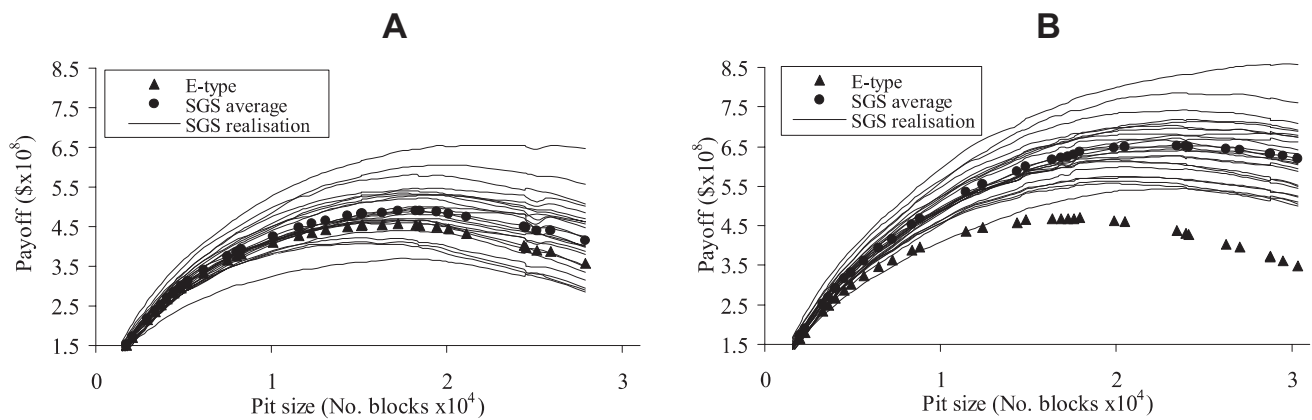 A
Payoff ($x10⁸)
8.5
7.5
6.5
5.5
4.5
3.5
2.5
1.5
E-type
SGS average
SGS realisation
0
1
2
3
Pit size (No. blocks x10⁴)
B
Payoff ($x10⁸)
8.5
7.5
6.5
5.5
4.5
3.5
2.5
1.5
E-type
SGS average
SGS realisation
0
1
2
3
Pit size (No. blocks x10⁴)